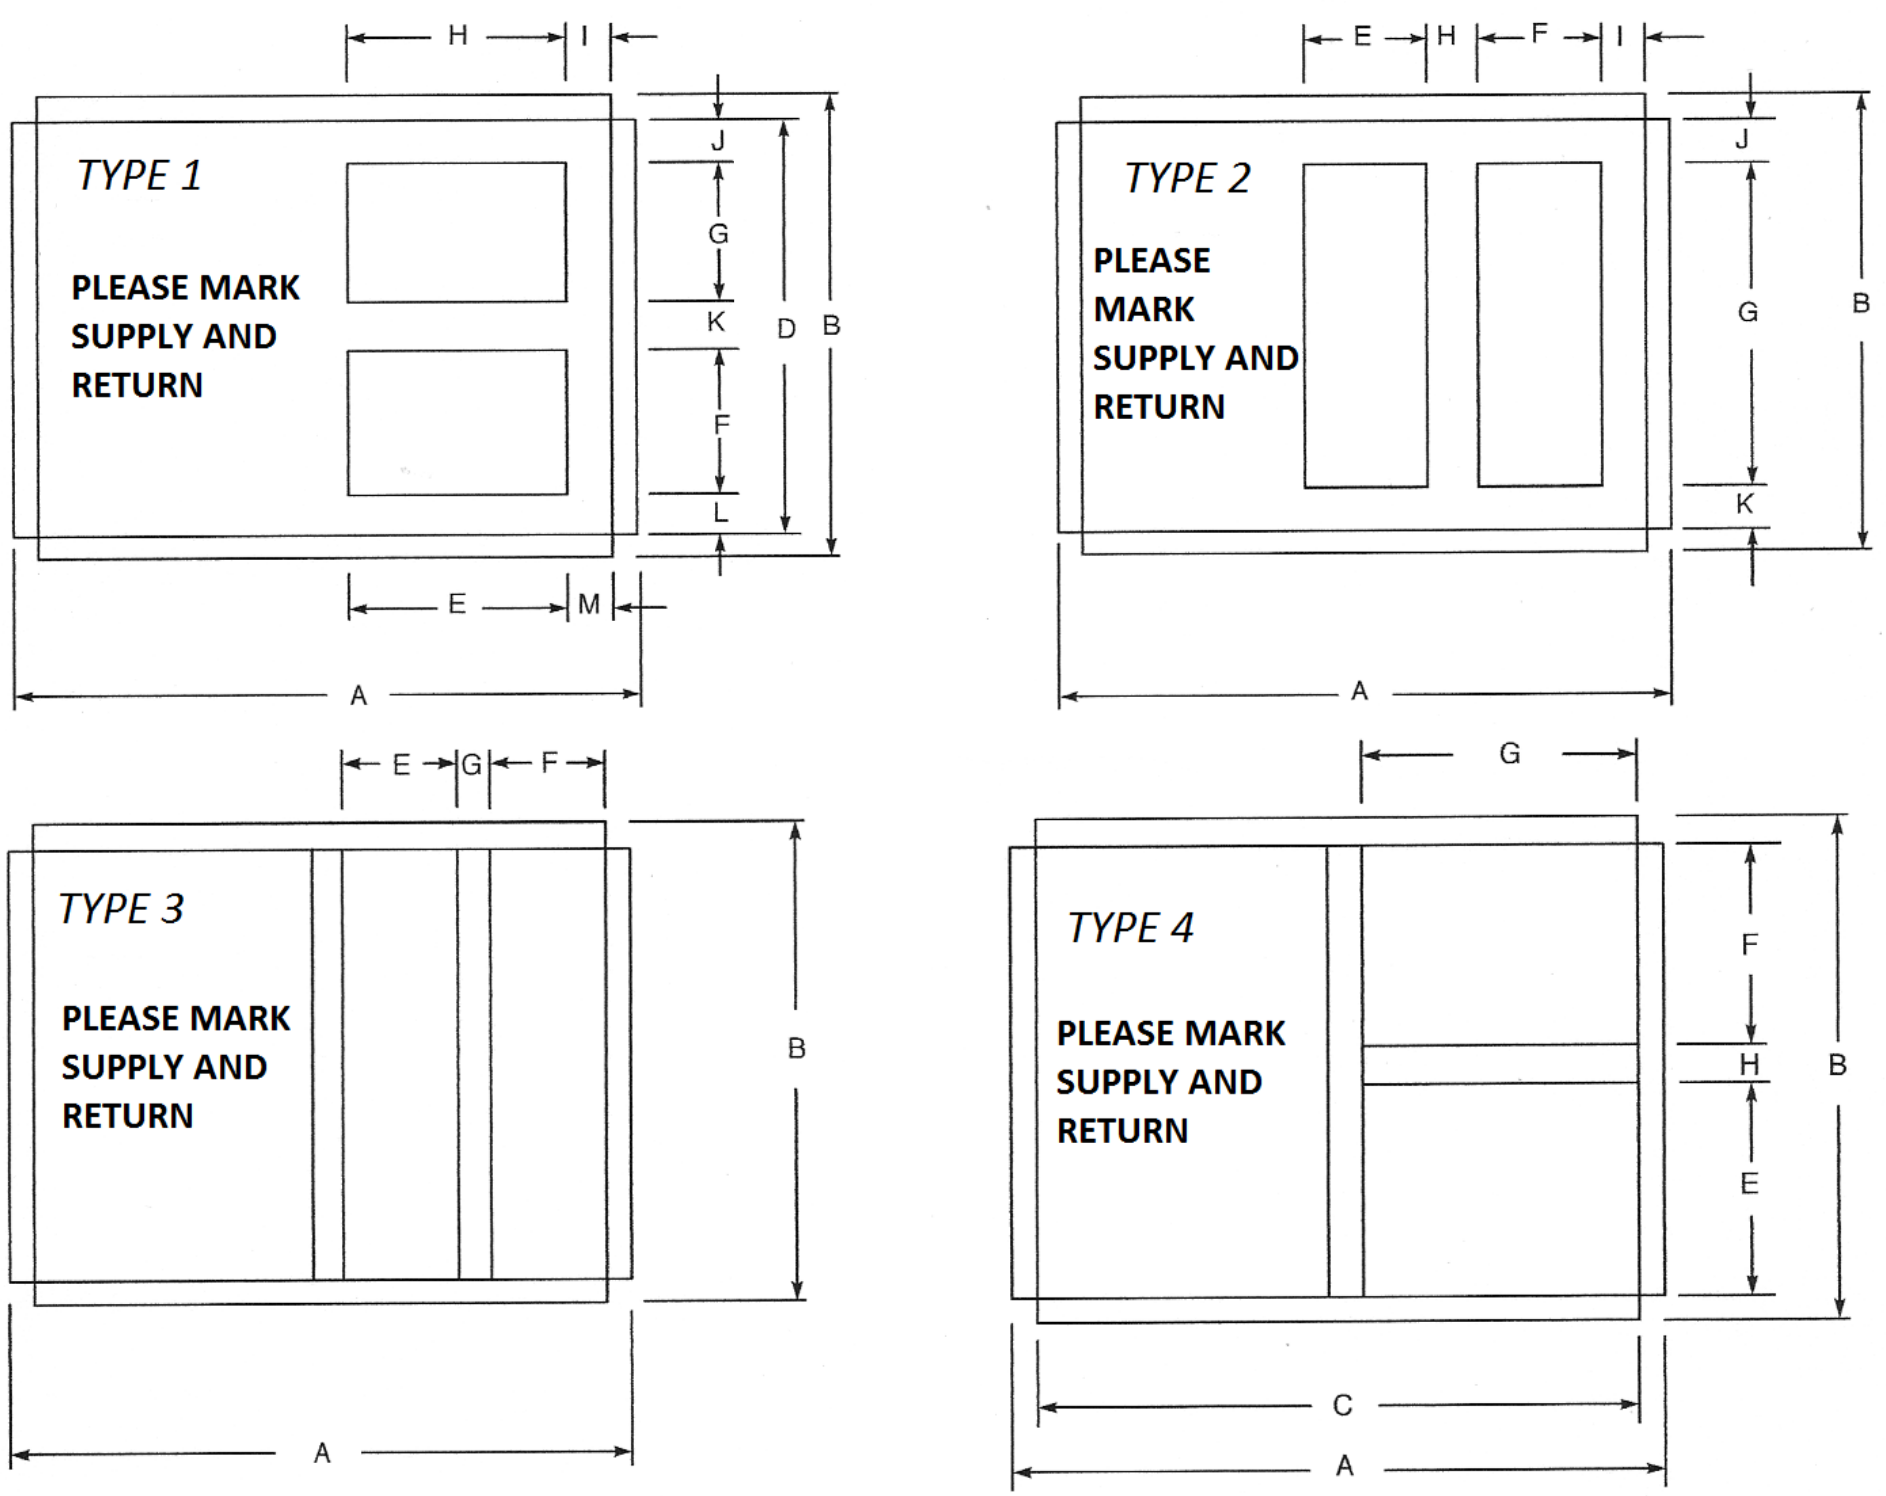 H I
E H F I
J
TYPE 1
G
PLEASE MARK
SUPPLY AND
RETURN
K D B
F
L
E M
A
J
TYPE 2
PLEASE
MARK
SUPPLY AND
RETURN
G B
K
A
E G F
TYPE 3
PLEASE MARK
SUPPLY AND
RETURN
B
A
G
TYPE 4
F
PLEASE MARK
SUPPLY AND
RETURN
H B
E
C
A